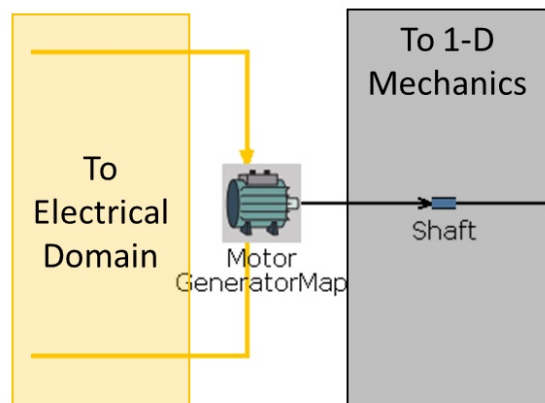 To
Electrical
Domain
Motor
GeneratorMap
To 1-D
Mechanics
Shaft